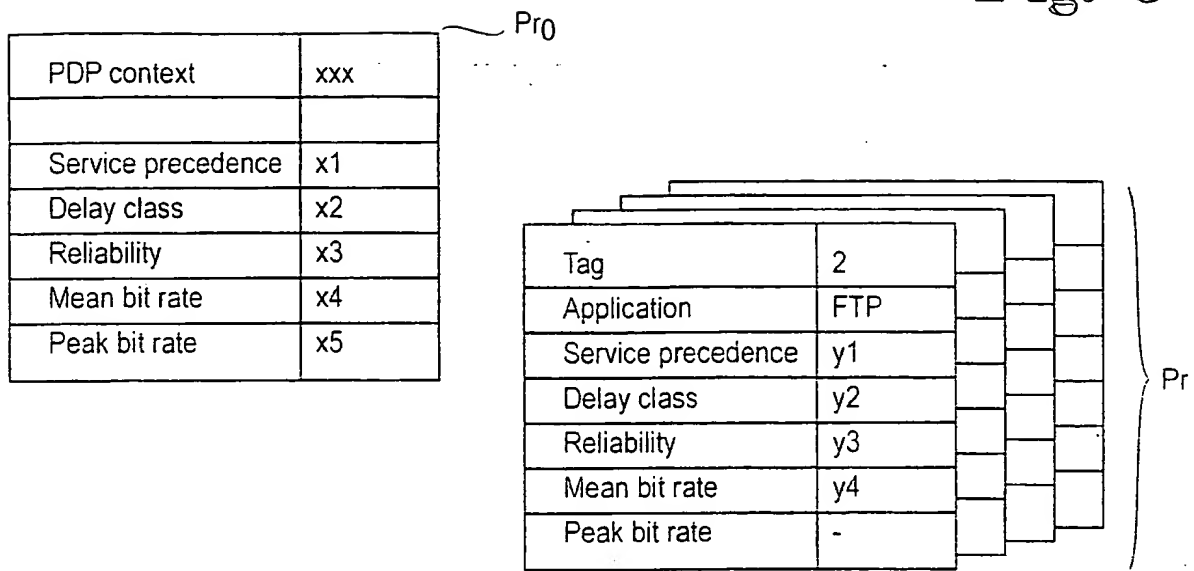 Pr0
PDP context xxx
Service precedence x1
Delay class x2
Reliability x3
Mean bit rate x4
Peak bit rate x5
Tag 2
Application FTP
Service precedence y1
Delay class y2
Reliability y3
Mean bit rate y4
Peak bit rate -
Pr